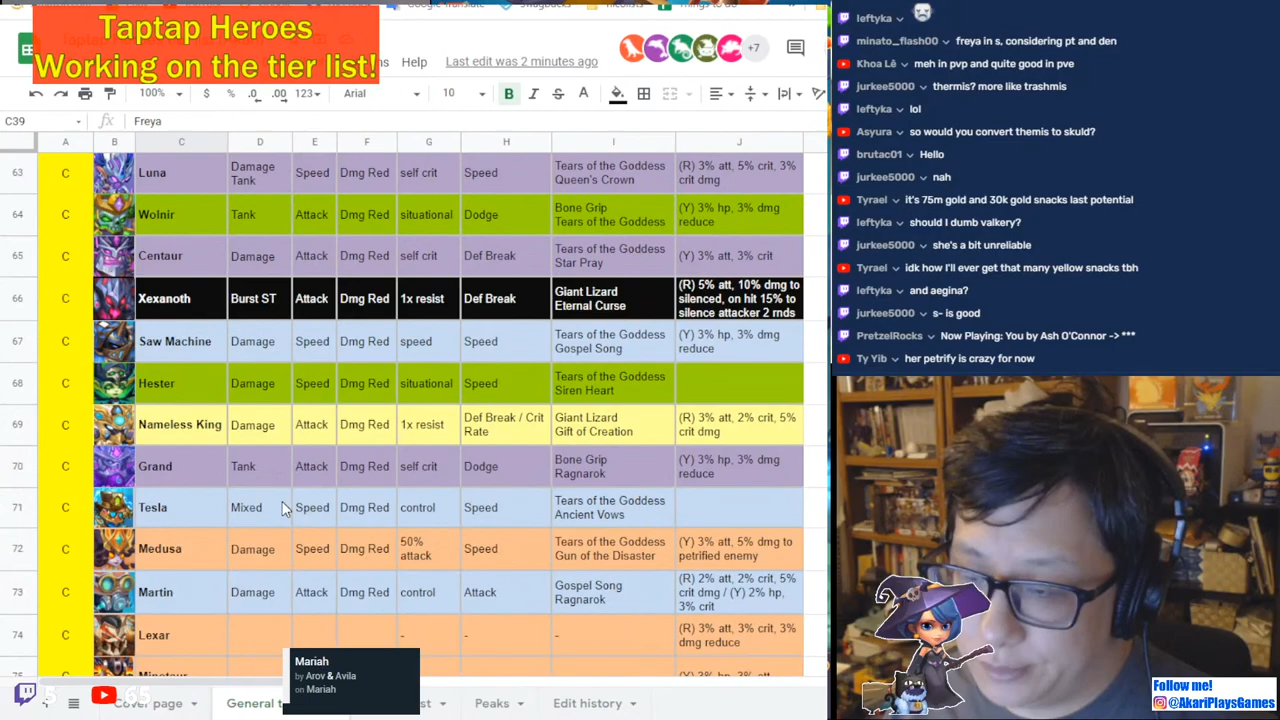 Taptap Heroes
Working on the tier list!
Google Translate
swagbucks
Things to do
Help
Last edit was 2 minutes ago
+7
100%
$ % .0 .00 123
Arial
10
B I S A
C39
fx Freya
A B C D E F G H I J
63 C Luna Damage Tank Speed Dmg Red self crit Speed Tears of the Goddess Queen's Crown (R) 3% att, 5% crit, 3% crit dmg
64 C Wolnir Tank Attack Dmg Red situational Dodge Bone Grip Tears of the Goddess (Y) 3% hp, 3% dmg reduce
65 C Centaur Damage Attack Dmg Red self crit Def Break Tears of the Goddess Star Pray (Y) 3% att, 3% crit
66 C Xexanoth Burst ST Attack Dmg Red 1x resist Def Break Giant Lizard Eternal Curse (R) 5% att, 10% dmg to silenced, on hit 15% to silence attacker 2 rnds
67 C Saw Machine Damage Attack Dmg Red speed Speed Tears of the Goddess Gospel Song (Y) 3% hp, 3% dmg reduce
68 C Hester Damage Speed Dmg Red situational Speed Tears of the Goddess Siren Heart
69 C Nameless King Damage Attack Dmg Red 1x resist Def Break / Crit Rate Giant Lizard Gift of Creation (R) 3% att, 2% crit, 5% crit dmg
70 C Grand Tank Attack Dmg Red self crit Dodge Bone Grip Ragnarok (Y) 3% hp, 3% dmg reduce
71 C Tesla Mixed Speed Dmg Red control Speed Tears of the Goddess Ancient Vows
72 C Medusa Damage Speed Dmg Red 50% attack Speed Tears of the Goddess Gun of the Disaster (Y) 3% att, 5% dmg to petrified enemy
73 C Martin Damage Attack Dmg Red control Attack Gospel Song Ragnarok (R) 2% att, 2% crit, 5% crit dmg / (Y) 2% hp, 3% crit
74 C Lexar - - - (R) 3% att, 3% crit, 3% dmg reduce
C Minotaur
Mariah
by Arov & Avila
on Mariah
5
65
Cover page
General t
Peaks
Edit history
leftyka
minato_flash00 freya in s, considering pt and den
Khoa Lê meh in pvp and quite good in pve
jurkee5000 thermis? more like trashmis
leftyka lol
Asyura so would you convert themis to skuld?
brutac01 Hello
jurkee5000 nah
Tyrael it's 75m gold and 30k gold snacks last potential
leftyka should I dumb valkery?
jurkee5000 she's a bit unreliable
Tyrael idk how I'll ever get that many yellow snacks tbh
leftyka and aegina?
jurkee5000 s- is good
PretzelRocks Now Playing: You by Ash O'Connor -> ***
Ty Yib her petrify is crazy for now
Follow me!
@AkariPlaysGames